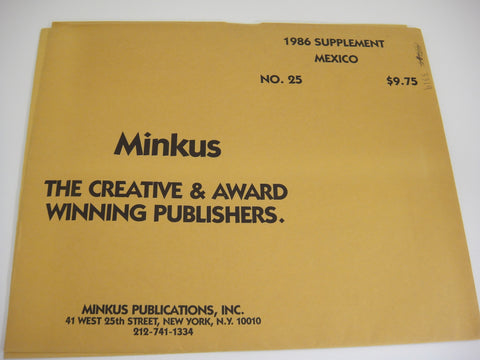 1986 SUPPLEMENT
MEXICO
NO. 25 $9.75
Minkus
THE CREATIVE & AWARD
WINNING PUBLISHERS.
MINKUS PUBLICATIONS, INC.
41 WEST 25th STREET, NEW YORK, N.Y. 10010
212-741-1334